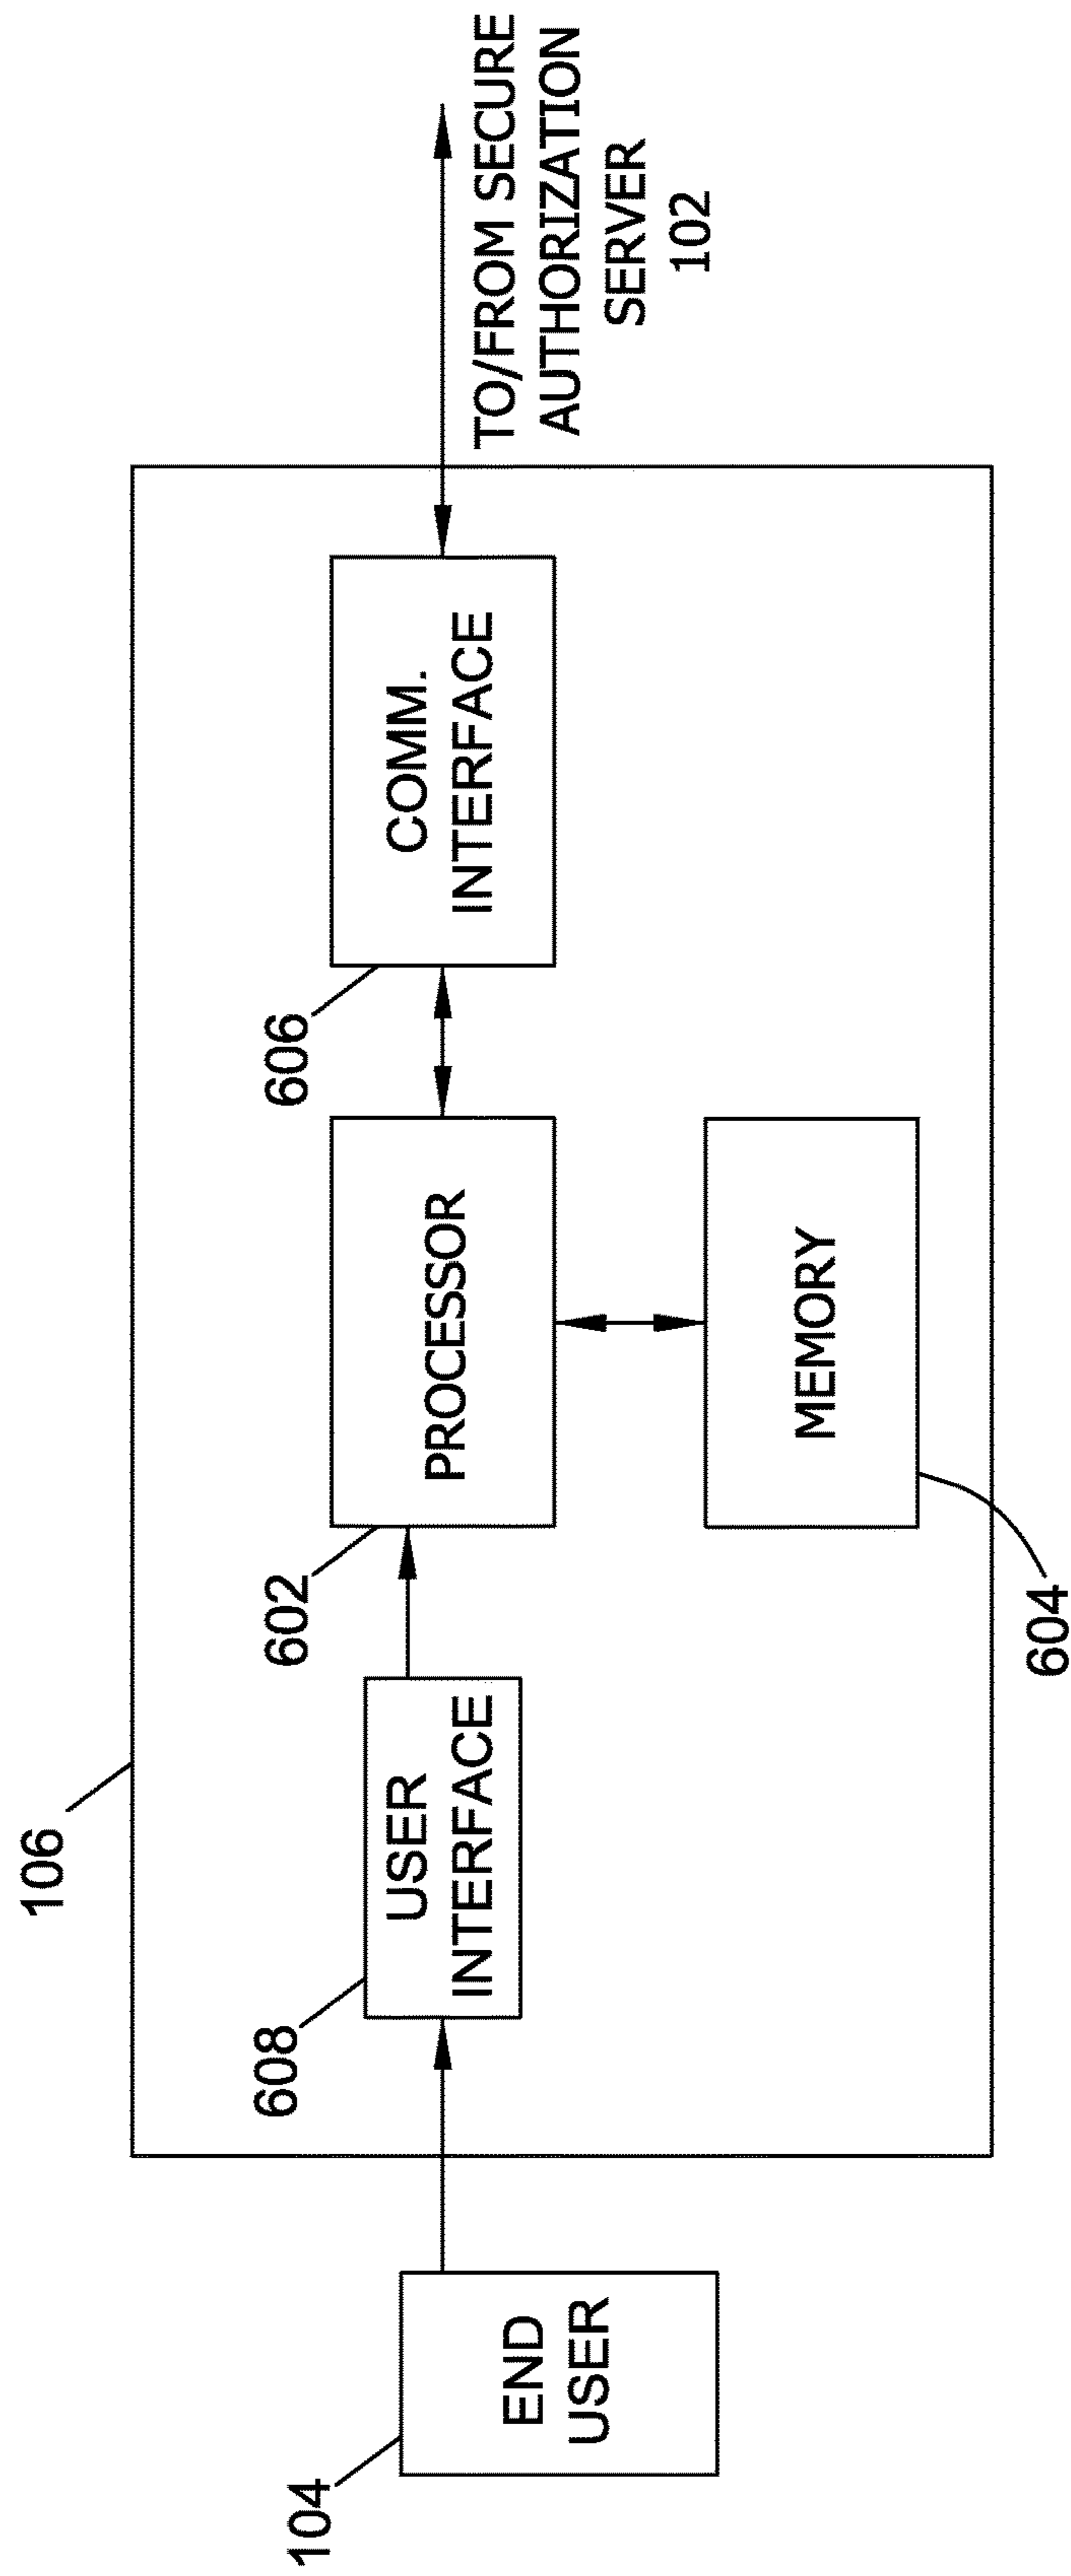 106
606
602
608
104
COMM.
INTERFACE
PROCESSOR
USER
INTERFACE
END
USER
MEMORY
604
TO/FROM SECURE
AUTHORIZATION
SERVER
102